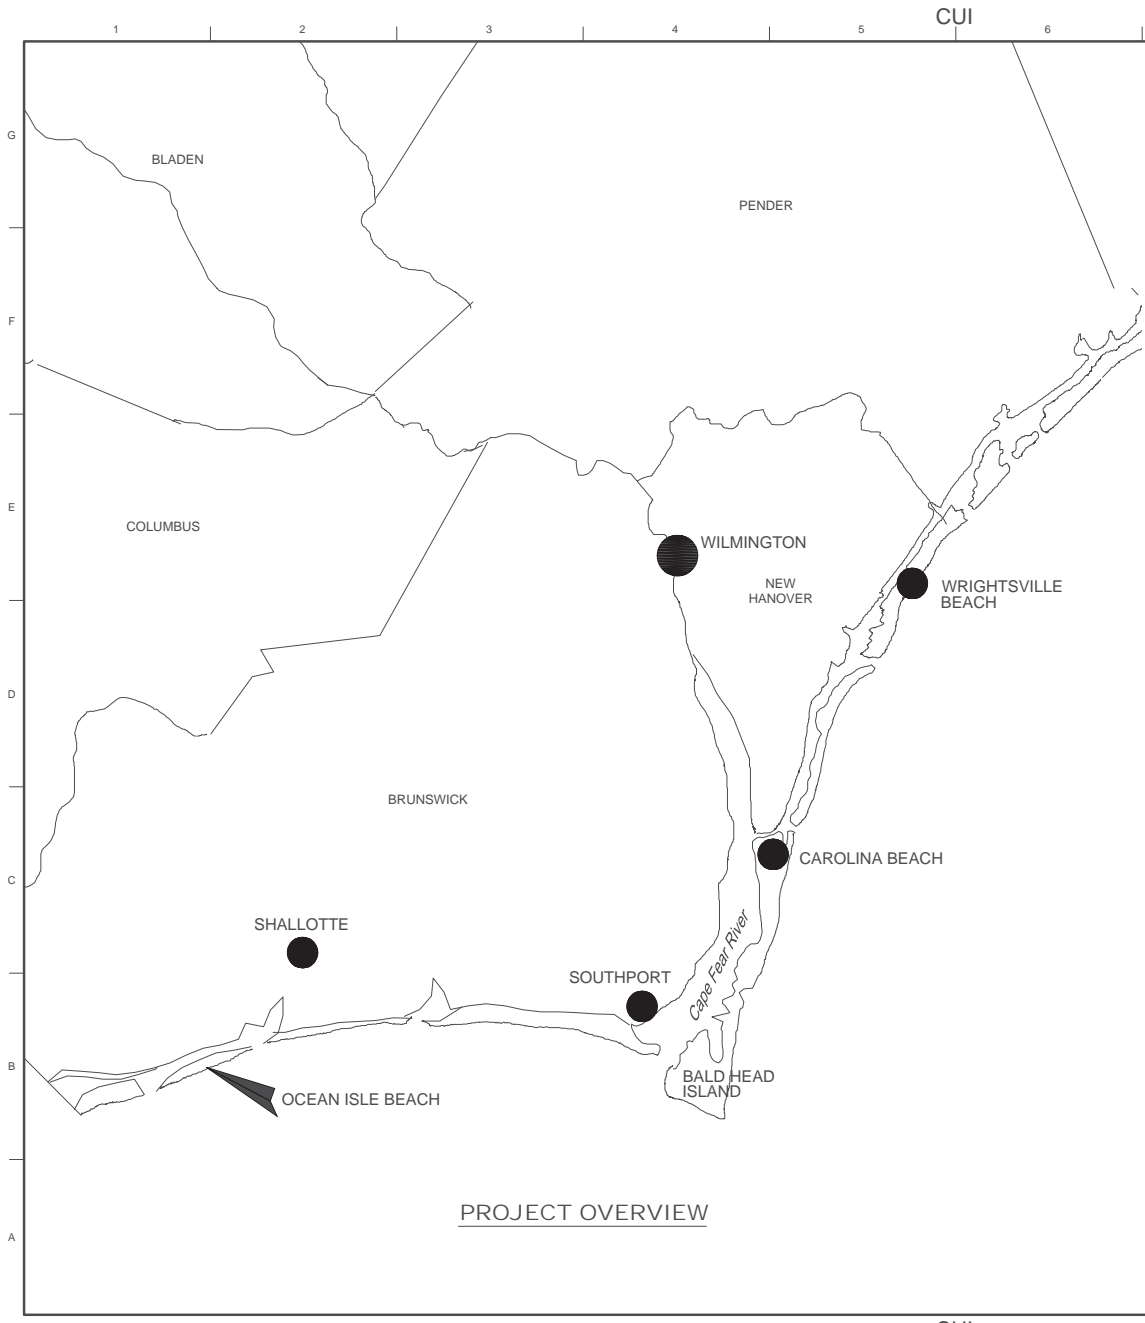 CUI
1 2 3 4 5 6
G
BLADEN
PENDER
F
E
COLUMBUS
WILMINGTON
NEW
HANOVER
WRIGHTSVILLE
BEACH
D
BRUNSWICK
C
CAROLINA BEACH
SHALLOTTE
Cape Fear River
SOUTHPORT
B
BALD HEAD
ISLAND
OCEAN ISLE BEACH
PROJECT OVERVIEW
A
CUI